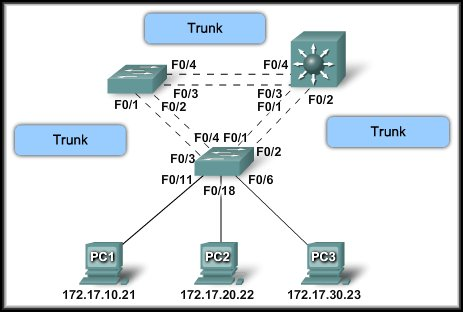 Trunk
F0/4
F0/4
F0/3
F0/3
F0/1
F0/2
F0/1
F0/2
Trunk
Trunk
F0/4
F0/1
F0/3
F0/2
F0/11
F0/18
F0/6
PC1
PC2
PC3
172.17.10.21
172.17.20.22
172.17.30.23